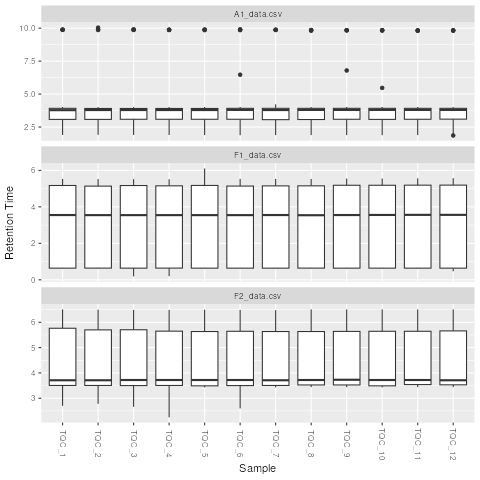 A1_data.csv
10.0
7.5
5.0
2.5
F1_data.csv
6
4
2
0
F2_data.csv
6
5
4
3
Retention Time
TQC_1
TQC_2
TQC_3
TQC_4
TQC_5
TQC_6
TQC_7
TQC_8
TQC_9
TQC_10
TQC_11
TQC_12
Sample